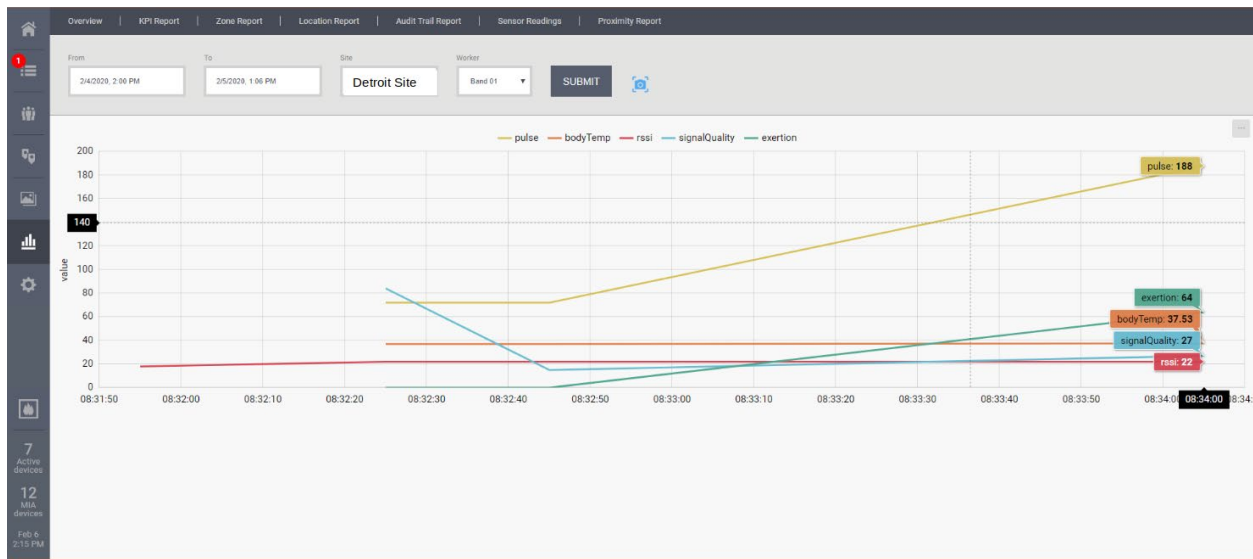 Overview | KPI Report | Zone Report | Location Report | Audit Trail Report | Sensor Readings | Proximity Report
1
From To Site Worker
2/4/2020, 2:00 PM 2/5/2020, 1:06 PM Detroit Site Band 01 SUBMIT
pulse bodyTemp rssi signalQuality exertion
200
180
160
140
120
100
80
60
40
20
0
value
pulse: 188
exertion: 64
bodyTemp: 37.53
signalQuality: 27
rssi: 22
08:31:50 08:32:00 08:32:10 08:32:20 08:32:30 08:32:40 08:32:50 08:33:00 08:33:10 08:33:20 08:33:30 08:33:40 08:33:50 08:34:00 08:34:00 08:34:
7
Active
devices
12
MIA
devices
Feb 6
2:15 PM